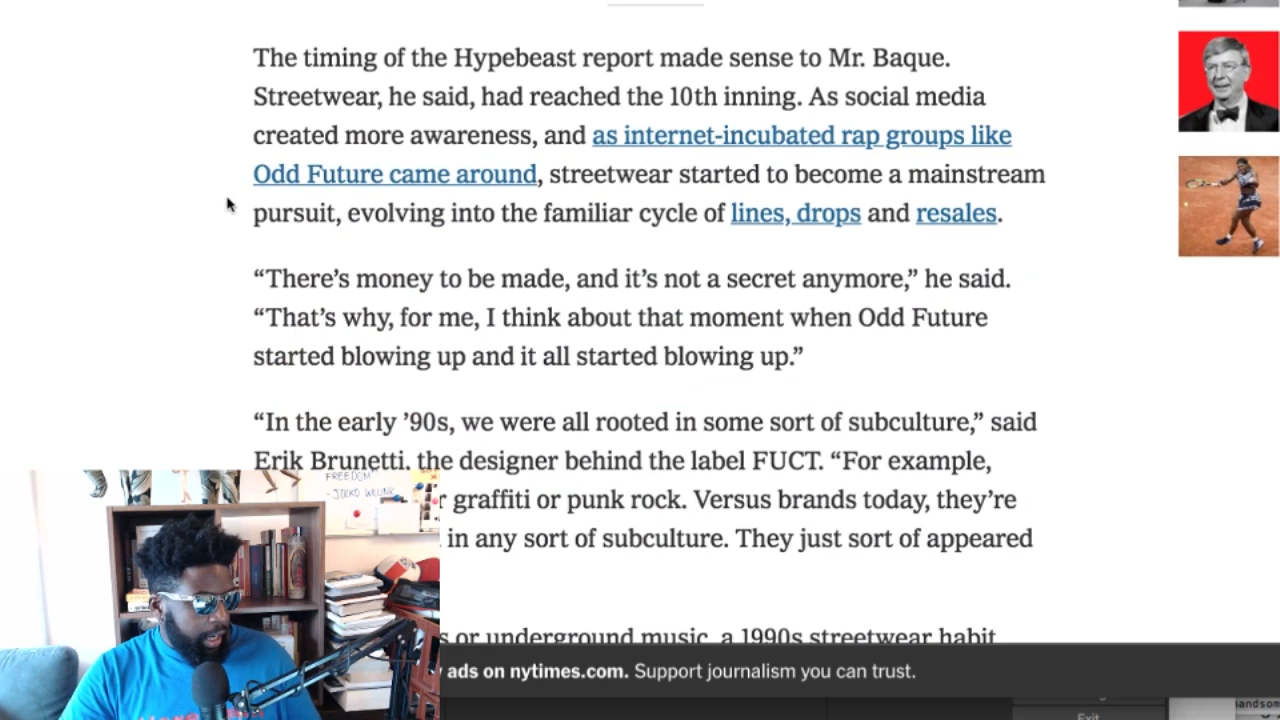 The timing of the Hypebeast report made sense to Mr. Baque.
Streetwear, he said, had reached the 10th inning. As social media
created more awareness, and as internet-incubated rap groups like
Odd Future came around, streetwear started to become a mainstream
pursuit, evolving into the familiar cycle of lines, drops and resales.
“There’s money to be made, and it’s not a secret anymore,” he said.
“That’s why, for me, I think about that moment when Odd Future
started blowing up and it all started blowing up.”
“In the early ’90s, we were all rooted in some sort of subculture,” said
Erik Brunetti, the designer behind the label FUCT. “For example,
graffiti or punk rock. Versus brands today, they’re
in any sort of subculture. They just sort of appeared
or underground music, a 1990s streetwear habit
FREEDOM
- JOCKO WILLINK
ads on nytimes.com. Support journalism you can trust.
Exit